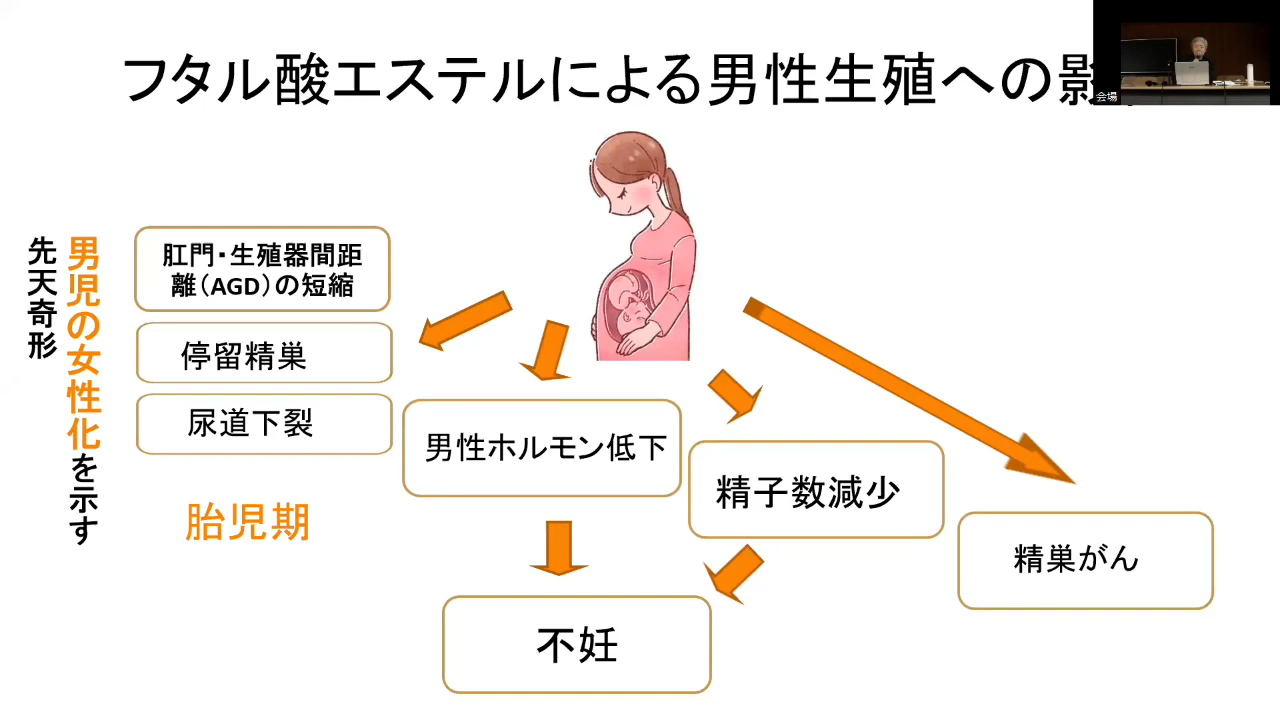 フタル酸エステルによる男性生殖への影
会場
男児の女性化を示す
先天奇形
肛門・生殖器間距
離（AGD）の短縮
停留精巣
尿道下裂
胎児期
男性ホルモン低下
精子数減少
精巣がん
不妊